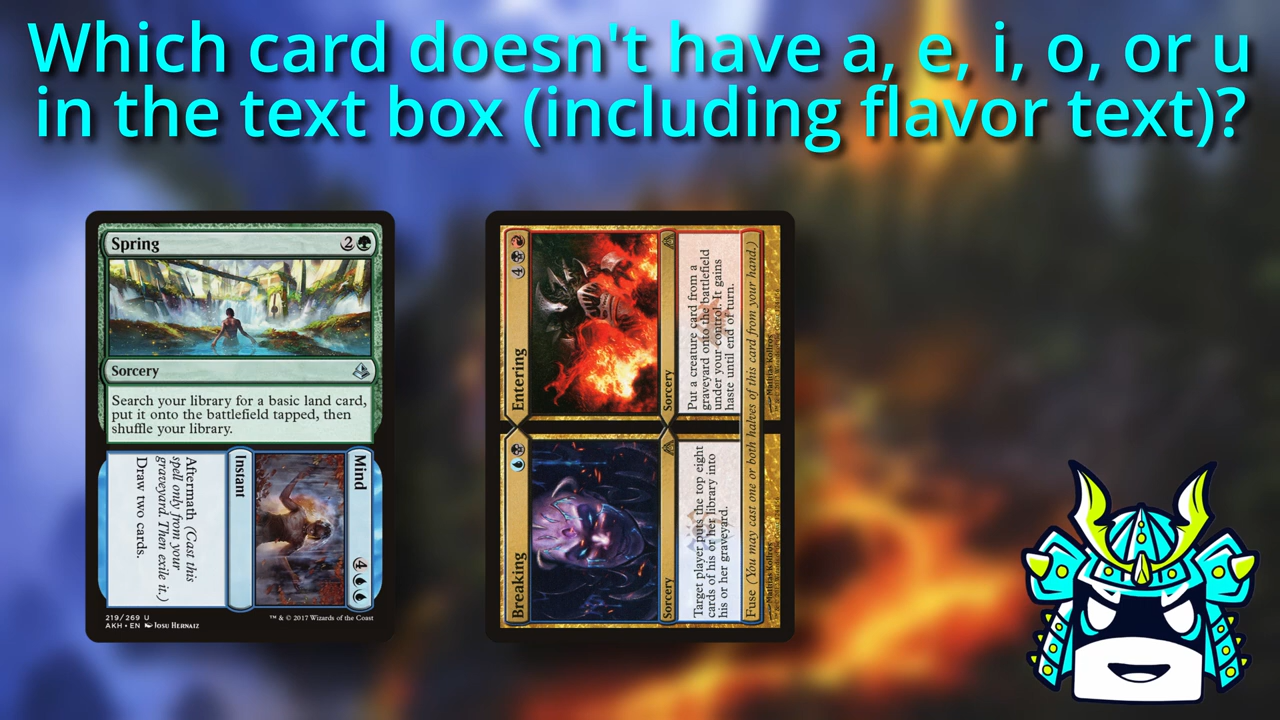 Which card doesn't have a, e, i, o, or u
in the text box (including flavor text)?
Spring
2
Sorcery
Search your library for a basic land card,
put it onto the battlefield tapped, then
shuffle your library.
Mind
4
Instant
Aftermath (Cast this
spell only from your
graveyard. Then exile it.)
Draw two cards.
219/269 U
AKH • EN Josu Hernaiz
™ & © 2017 Wizards of the Coast
Breaking
Sorcery
Target player puts the top eight
cards of his or her library into
his or her graveyard.
Entering
4
Sorcery
Put a creature card from a
graveyard onto the battlefield
under your control. It gains
haste until end of turn.
Fuse (You may cast one or both halves of this card from your hand.)